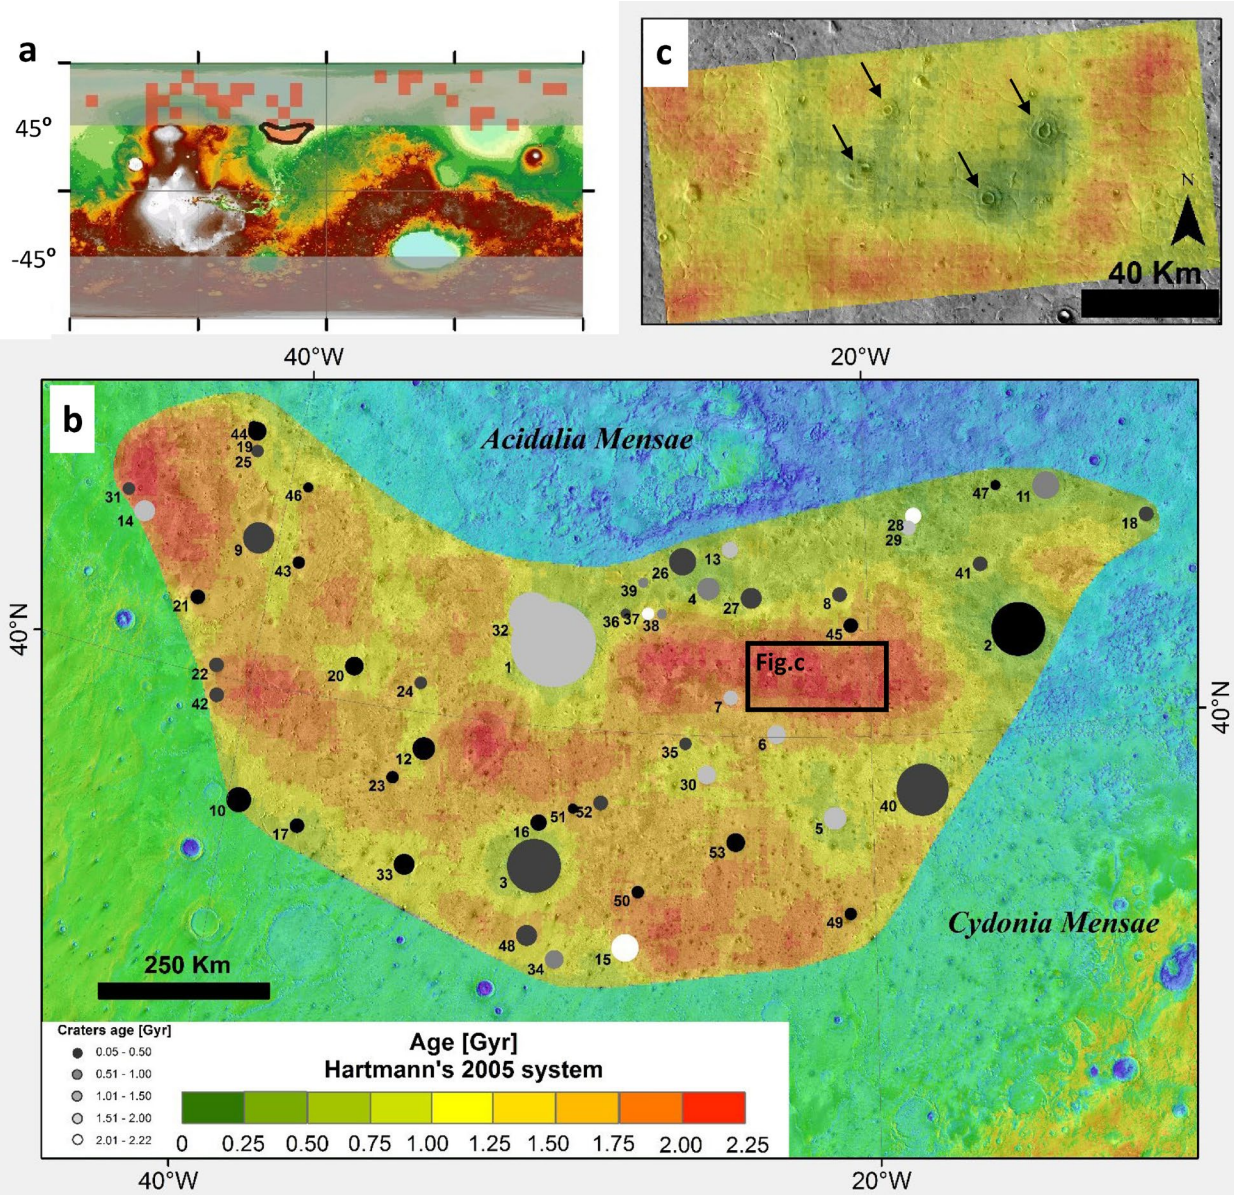 a
45°
-45°
c
N
40 Km
40°W
20°W
b
Acidalia Mensae
44
19
25
46
31
14
9
43
21
47
11
28
29
18
13
26
41
39
4
27
8
36
37
38
45
32
1
2
40°N
Fig.c
20
22
24
42
7
40°N
6
35
12
23
30
10
40
17
51
52
16
5
33
53
3
50
49
Cydonia Mensae
48
15
34
250 Km
Craters age [Gyr]
0.05 - 0.50
0.51 - 1.00
1.01 - 1.50
1.51 - 2.00
2.01 - 2.22
Age [Gyr]
Hartmann's 2005 system
0 0.25 0.50 0.75 1.00 1.25 1.50 1.75 2.00 2.25
40°W
20°W